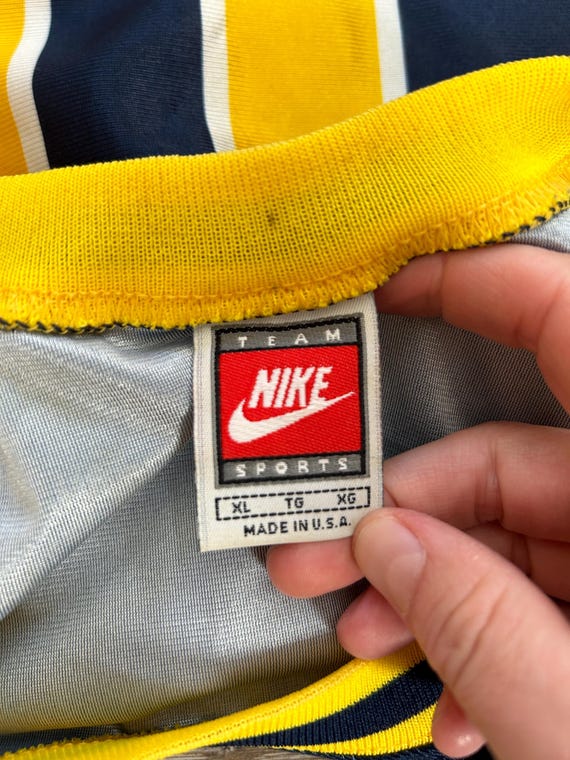 TEAM
NIKE
SPORTS
XL TG XG
MADE IN U.S.A.